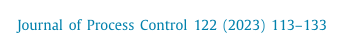 Journal of Process Control 122 (2023) 113–133